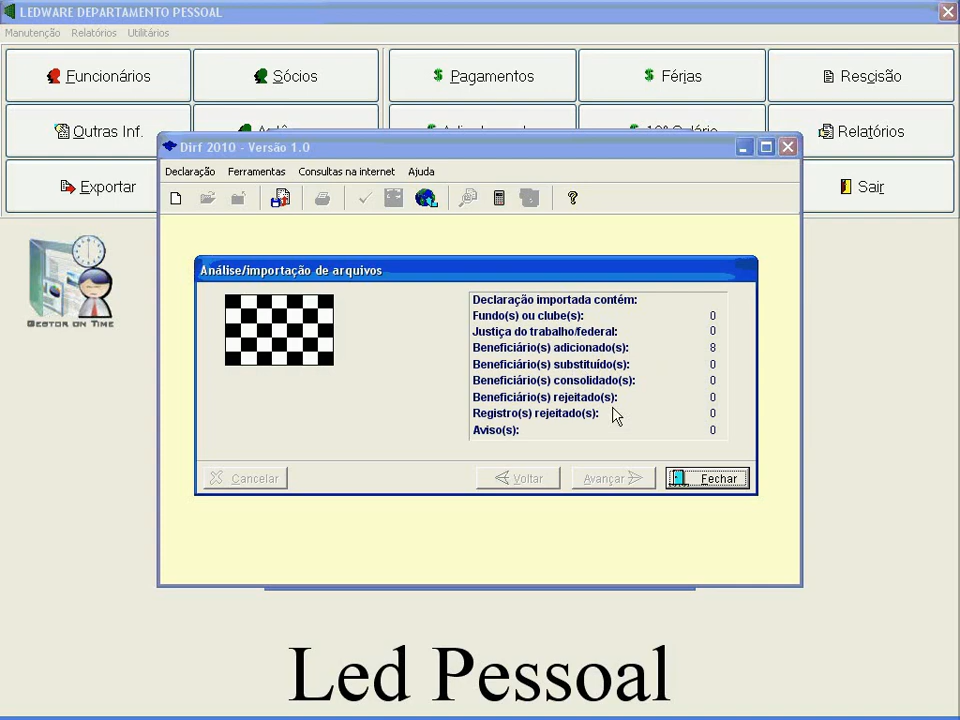 LEDWARE DEPARTAMENTO PESSOAL
Manutenção Relatórios Utilitários
Funcionários Sócios Pagamentos Férias Rescisão
Outras Inf. Relatórios
Exportar Sair
Dirf 2010 - Versão 1.0
Declaração Ferramentas Consultas na internet Ajuda
Análise/importação de arquivos
Declaração importada contém:
Fundo(s) ou clube(s): 0
Justiça do trabalho/federal: 0
Beneficiário(s) adicionado(s): 8
Beneficiário(s) substituído(s): 0
Beneficiário(s) consolidado(s): 0
Beneficiário(s) rejeitado(s): 0
Registro(s) rejeitado(s): 0
Aviso(s): 0
Cancelar Voltar Avançar Fechar
GESTOR ON TIME
Led Pessoal